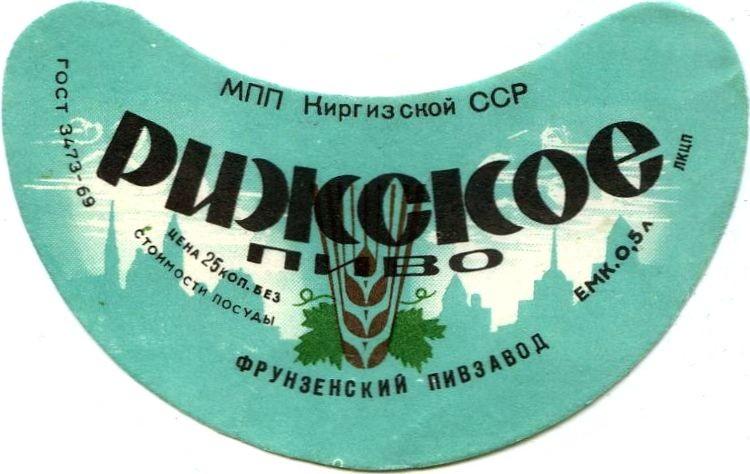 МПП Киргизской ССР
ГОСТ 3473-69
Рижское
пиво
ЛКЦП
ЦЕНА 25 КОП. БЕЗ
СТОИМОСТИ ПОСУДЫ
ЕМК. 0,5 л
ФРУНЗЕНСКИЙ ПИВЗАВОД